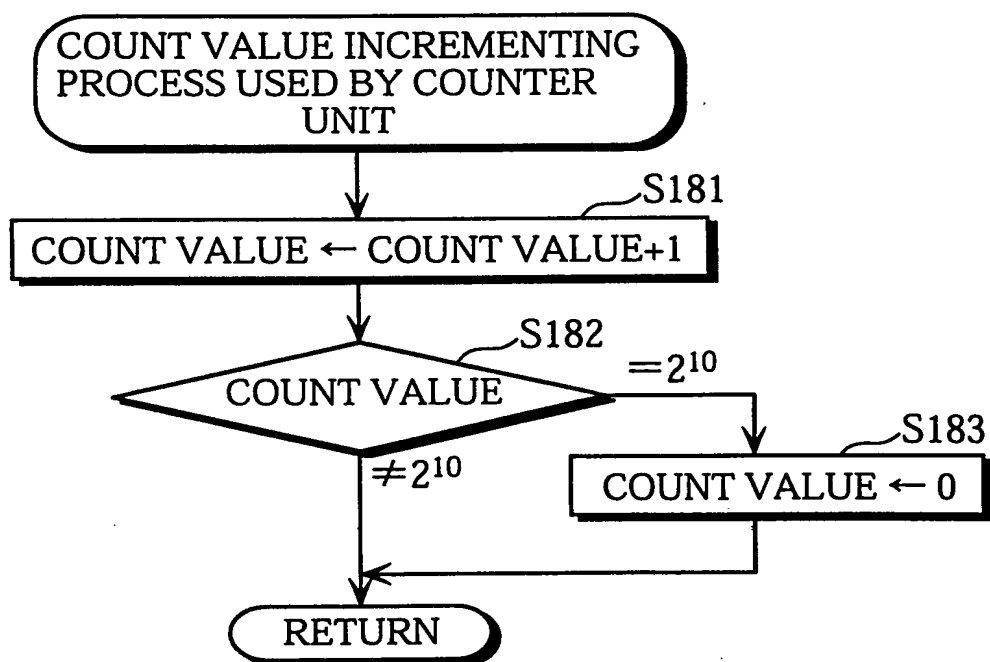 COUNT VALUE INCREMENTING
PROCESS USED BY COUNTER
UNIT
S181
COUNT VALUE ← COUNT VALUE+1
S182
COUNT VALUE
=2¹⁰
≠2¹⁰
S183
COUNT VALUE ← 0
RETURN